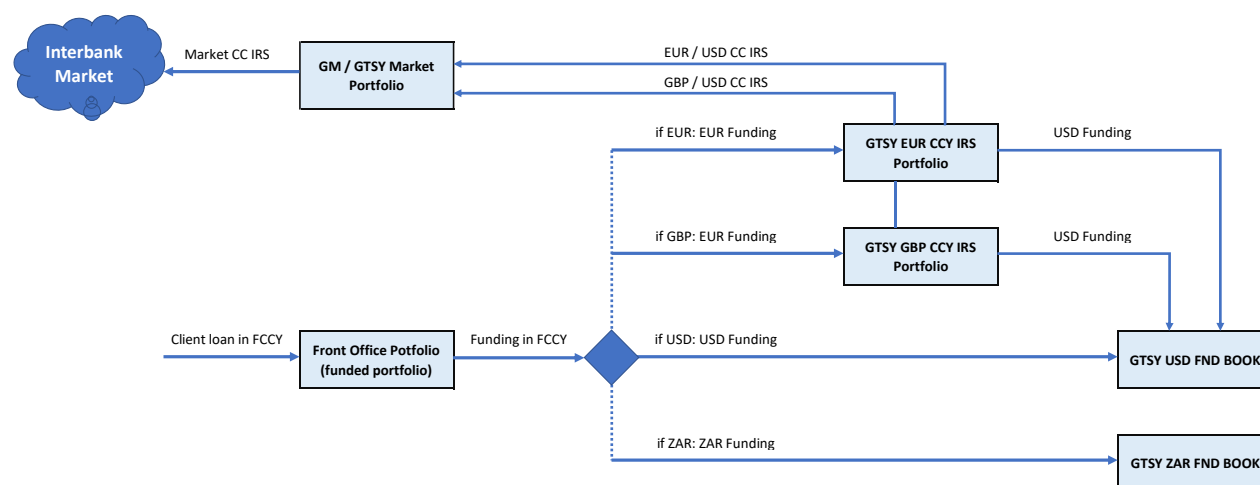 Interbank
Market
Market CC IRS
GM / GTSY Market
Portfolio
EUR / USD CC IRS
GBP / USD CC IRS
if EUR: EUR Funding
GTSY EUR CCY IRS
Portfolio
USD Funding
if GBP: EUR Funding
GTSY GBP CCY IRS
Portfolio
USD Funding
Client loan in FCCY
Front Office Potfolio
(funded portfolio)
Funding in FCCY
if USD: USD Funding
GTSY USD FND BOOK
if ZAR: ZAR Funding
GTSY ZAR FND BOOK